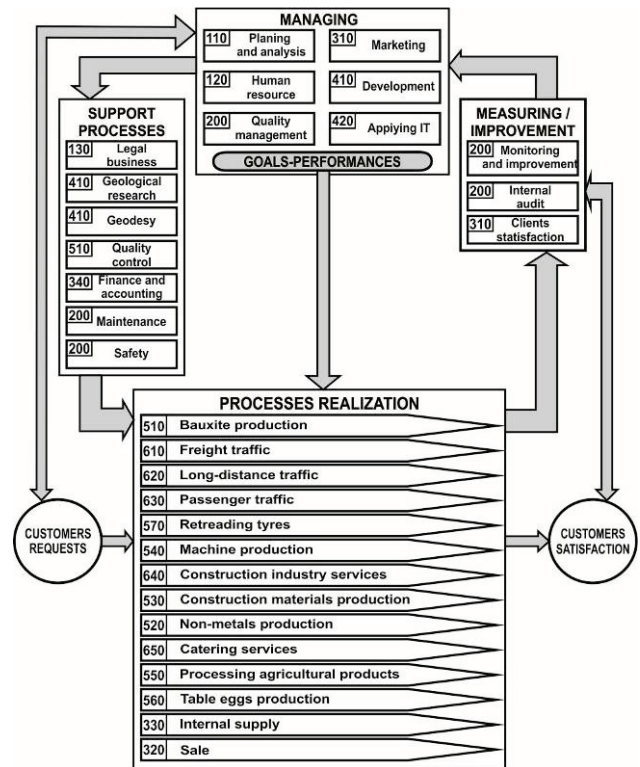 MANAGING
110 Planing
and analysis
310 Marketing
120 Human
resource
410 Development
200 Quality
management
420 Appiying IT
GOALS-PERFORMANCES
SUPPORT
PROCESSES
130 Legal
business
410 Geological
research
410 Geodesy
510 Quality
control
340 Finance and
accounting
200 Maintenance
200 Safety
MEASURING /
IMPROVEMENT
200 Monitoring
and improvement
200 Internal
audit
310 Clients
statisfaction
CUSTOMERS
REQUESTS
PROCESSES REALIZATION
510 Bauxite production
610 Freight traffic
620 Long-distance traffic
630 Passenger traffic
570 Retreading tyres
540 Machine production
640 Construction industry services
530 Construction materials production
520 Non-metals production
650 Catering services
550 Processing agricultural products
560 Table eggs production
330 Internal supply
320 Sale
CUSTOMERS
SATISFACTION